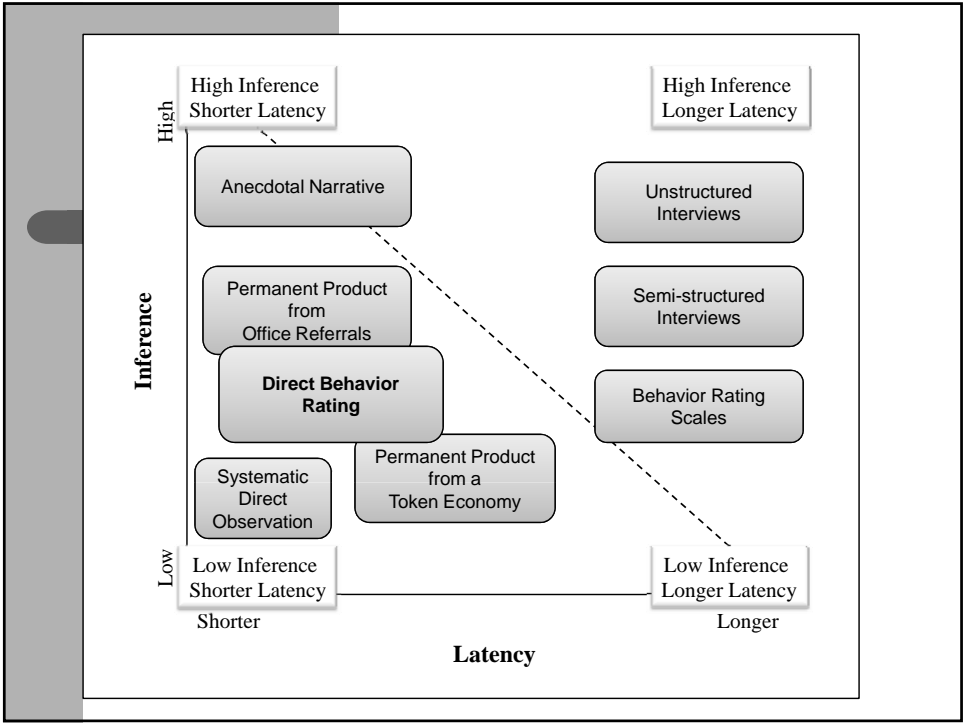 High Inference
Shorter Latency
High Inference
Longer Latency
High
Anecdotal Narrative
Unstructured
Interviews
Permanent Product
from
Office Referrals
Semi-structured
Interviews
Inference
Direct Behavior
Rating
Behavior Rating
Scales
Permanent Product
from a
Token Economy
Systematic
Direct
Observation
Low
Low Inference
Shorter Latency
Low Inference
Longer Latency
Shorter
Longer
Latency